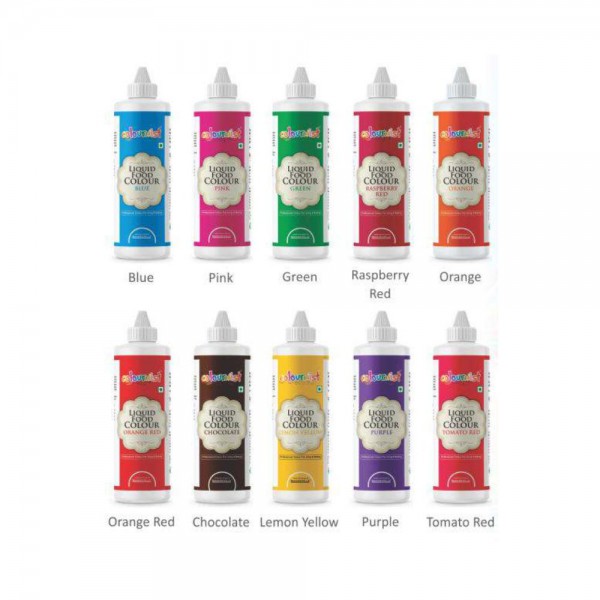 colourmist
LIQUID
FOOD
COLOUR
BLUE
colourmist
LIQUID
FOOD
COLOUR
PINK
colourmist
LIQUID
FOOD
COLOUR
GREEN
colourmist
LIQUID
FOOD
COLOUR
RASPBERRY
RED
colourmist
LIQUID
FOOD
COLOUR
ORANGE
Blue
Pink
Green
Raspberry
Red
Orange
colourmist
LIQUID
FOOD
COLOUR
ORANGE RED
colourmist
LIQUID
FOOD
COLOUR
CHOCOLATE
colourmist
LIQUID
FOOD
COLOUR
LEMON YELLOW
colourmist
LIQUID
FOOD
COLOUR
PURPLE
colourmist
LIQUID
FOOD
COLOUR
TOMATO RED
Orange Red
Chocolate
Lemon Yellow
Purple
Tomato Red